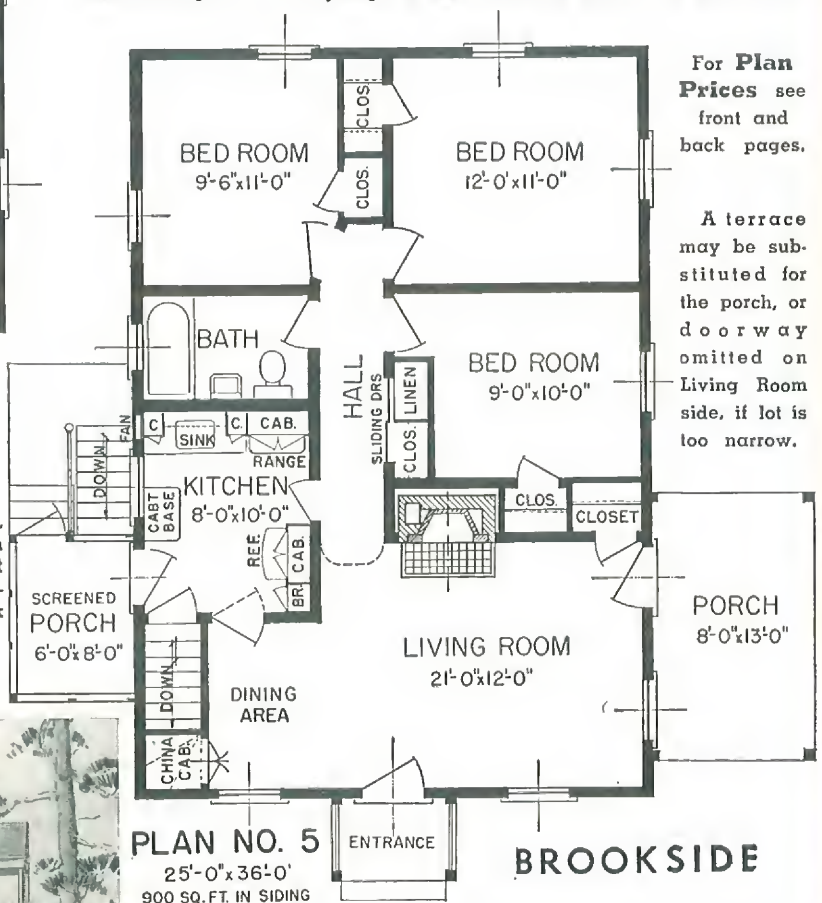 For Plan
Prices see
front and
back pages.
A terrace
may be sub-
stituted for
the porch, or
doorway
omitted on
Living Room
side, if lot is
too narrow.
CLOS.
BED ROOM
9'-6"x11'-0"
BED ROOM
12'-0'x11'-0"
CLOS.
BATH
HALL
BED ROOM
9'-0"x10'-0"
SLIDING DRS
LINEN
CLOS.
FAN
C
SINK
C.
CAB.
RANGE
DOWN
KITCHEN
8'-0"x10'-0"
CABT
BASE
REF.
CAB.
BR.
CLOS.
CLOSET
SCREENED
PORCH
6'-0"x8'-0"
LIVING ROOM
21'-0"x12'-0"
PORCH
8'-0"x13'-0"
DOWN
DINING
AREA
CHINA
CAB.
ENTRANCE
PLAN NO. 5
25'-0"x36'-0'
900 SQ.FT. IN SIDING
BROOKSIDE